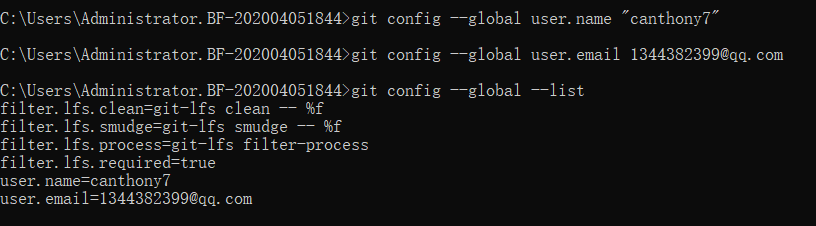 C:\Users\Administrator.BF-202004051844>git config --global user.name "canthony7"
C:\Users\Administrator.BF-202004051844>git config --global user.email 1344382399@qq.com
C:\Users\Administrator.BF-202004051844>git config --global --list
filter.lfs.clean=git-lfs clean -- %f
filter.lfs.smudge=git-lfs smudge -- %f
filter.lfs.process=git-lfs filter-process
filter.lfs.required=true
user.name=canthony7
user.email=1344382399@qq.com